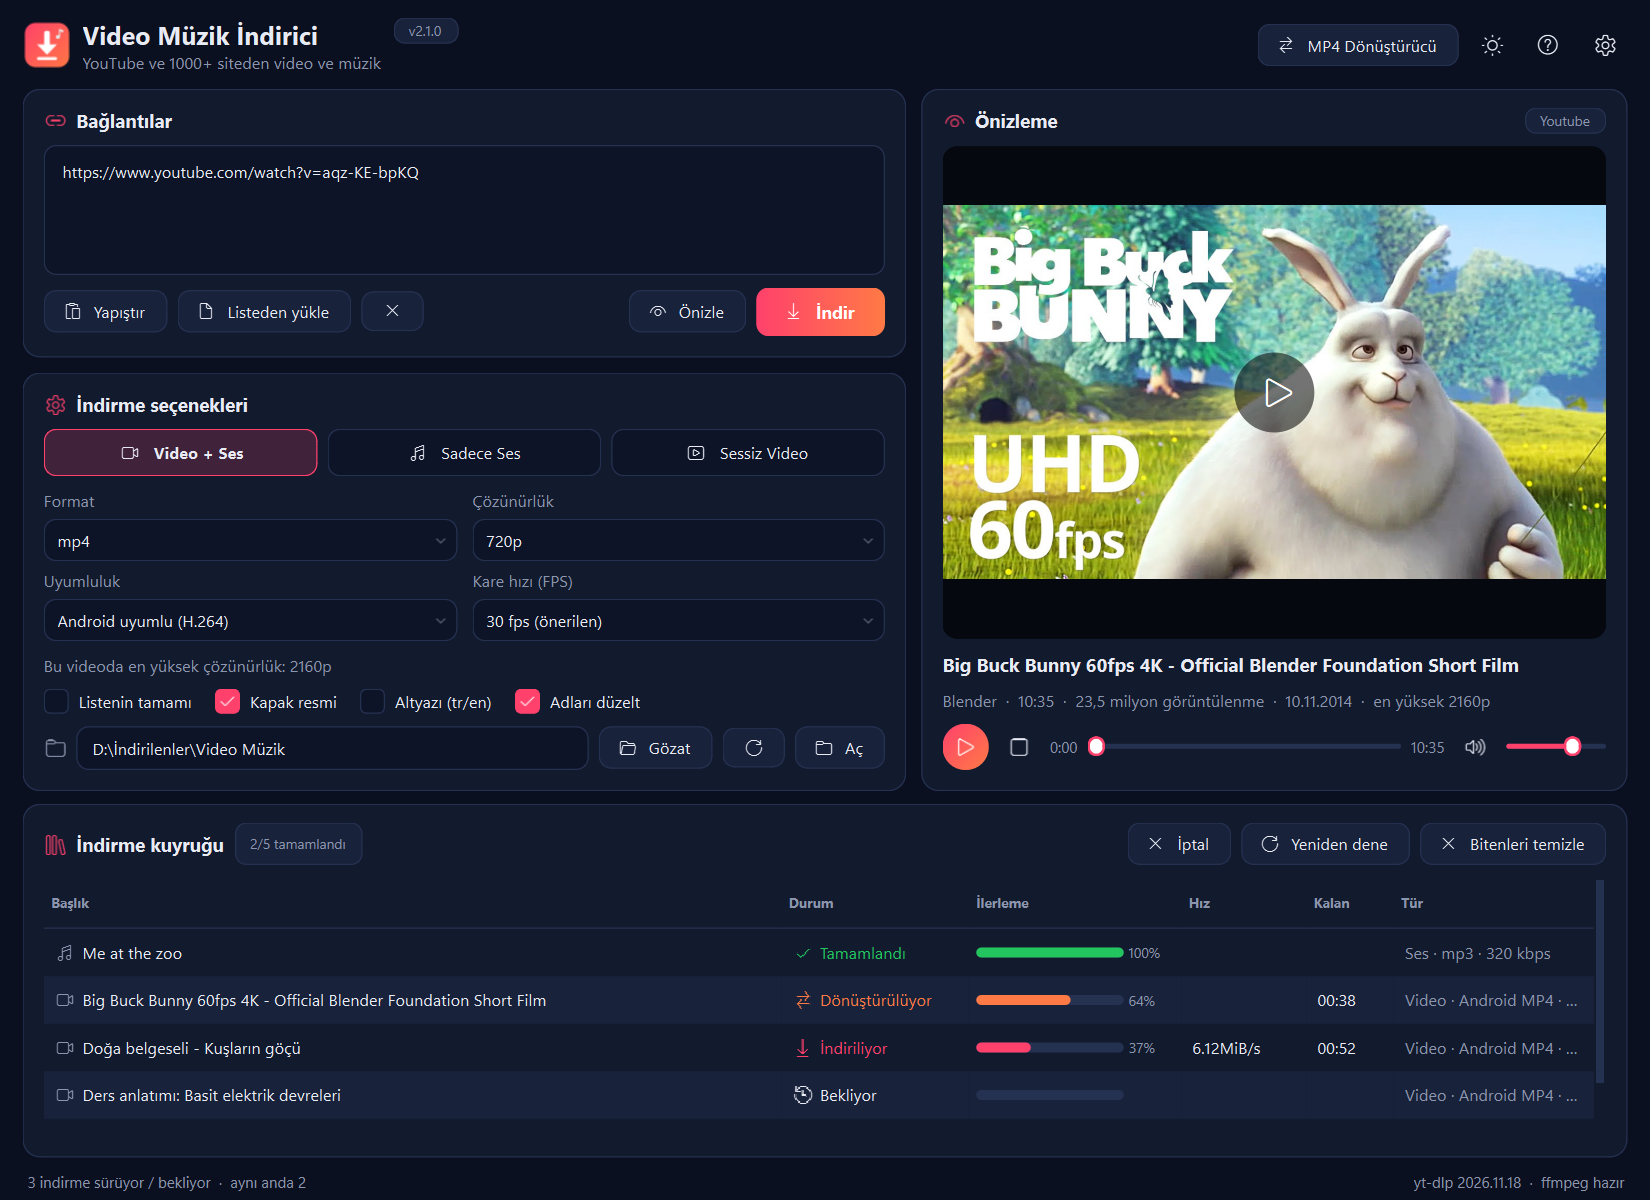 Video Müzik İndirici
v2.1.0
YouTube ve 1000+ siteden video ve müzik
MP4 Dönüştürücü
Bağlantılar
https://www.youtube.com/watch?v=aqz-KE-bpKQ
Yapıştır
Listeden yükle
Önizle
İndir
İndirme seçenekleri
Video + Ses
Sadece Ses
Sessiz Video
Format
Çözünürlük
mp4
720p
Uyumluluk
Kare hızı (FPS)
Android uyumlu (H.264)
30 fps (önerilen)
Bu videoda en yüksek çözünürlük: 2160p
Listenin tamamı
Kapak resmi
Altyazı (tr/en)
Adları düzelt
D:\İndirilenler\Video Müzik
Gözat
Aç
Önizleme
Youtube
Big Buck
BUNNY
UHD
60fps
Big Buck Bunny 60fps 4K - Official Blender Foundation Short Film
Blender · 10:35 · 23,5 milyon görüntülenme · 10.11.2014 · en yüksek 2160p
0:00
10:35
İndirme kuyruğu
2/5 tamamlandı
İptal
Yeniden dene
Bitenleri temizle
Başlık Durum İlerleme Hız Kalan Tür
Me at the zoo Tamamlandı 100% Ses · mp3 · 320 kbps
Big Buck Bunny 60fps 4K - Official Blender Foundation Short Film Dönüştürülüyor 64% 00:38 Video · Android MP4 · ...
Doğa belgeseli - Kuşların göçü İndiriliyor 37% 6.12MiB/s 00:52 Video · Android MP4 · ...
Ders anlatımı: Basit elektrik devreleri Bekliyor Video · Android MP4 · ...
3 indirme sürüyor / bekliyor · aynı anda 2
yt-dlp 2026.11.18 · ffmpeg hazır